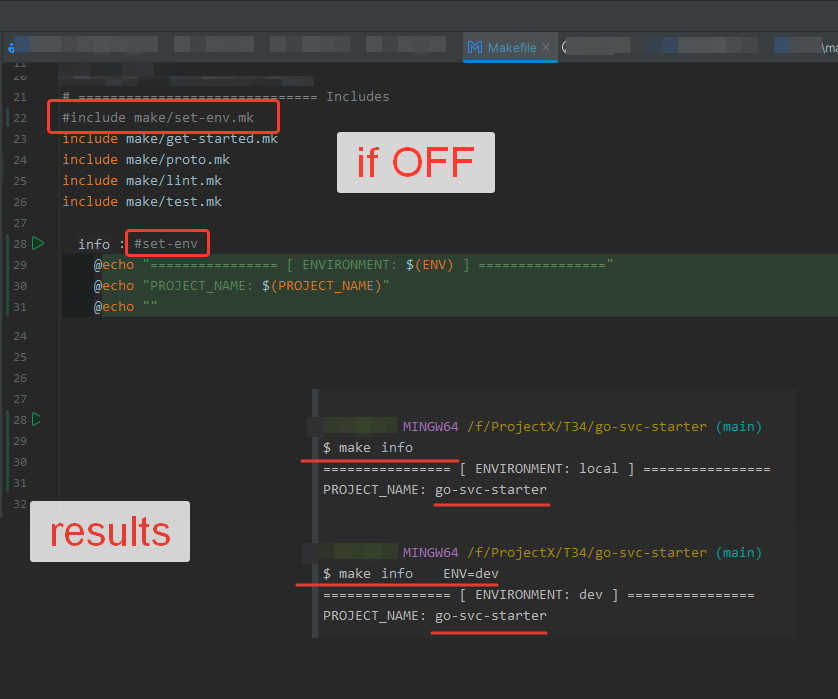 Makefile ×
\ma
20
21 # ============================== Includes
22 #include make/set-env.mk
23 include make/get-started.mk
24 include make/proto.mk
25 include make/lint.mk
26 include make/test.mk
27
28 info : #set-env
29 @echo "================ [ ENVIRONMENT: $(ENV) ] ================"
30 @echo "PROJECT_NAME: $(PROJECT_NAME)"
31 @echo ""
24
25
26
27
28
29
30
31
32
if OFF
results
MINGW64 /f/ProjectX/T34/go-svc-starter (main)
$ make info
================ [ ENVIRONMENT: local ] ================
PROJECT_NAME: go-svc-starter
MINGW64 /f/ProjectX/T34/go-svc-starter (main)
$ make info ENV=dev
================ [ ENVIRONMENT: dev ] ================
PROJECT_NAME: go-svc-starter